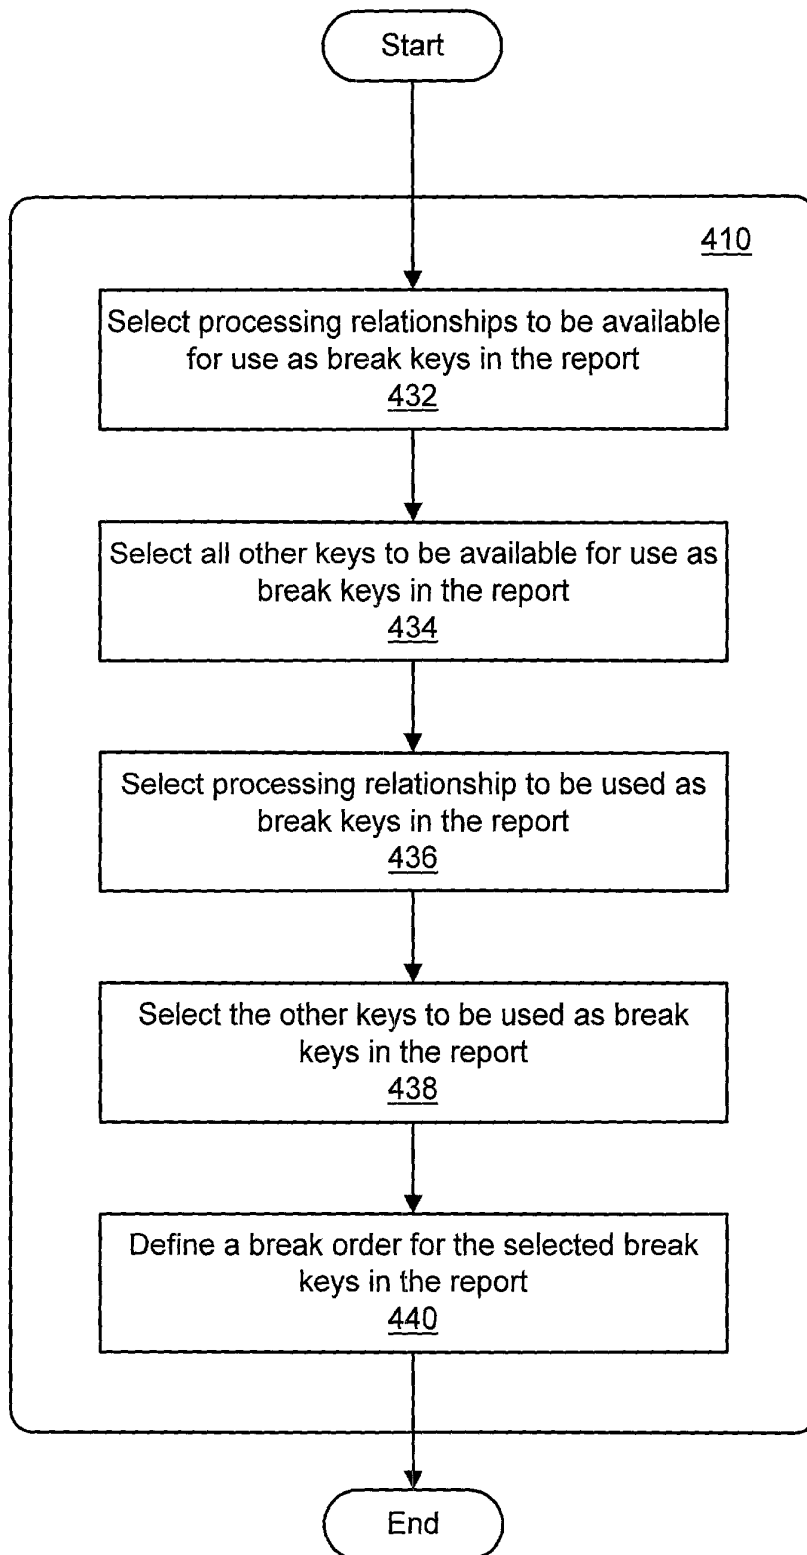 Start
410
Select processing relationships to be available
for use as break keys in the report
432
Select all other keys to be available for use as
break keys in the report
434
Select processing relationship to be used as
break keys in the report
436
Select the other keys to be used as break
keys in the report
438
Define a break order for the selected break
keys in the report
440
End